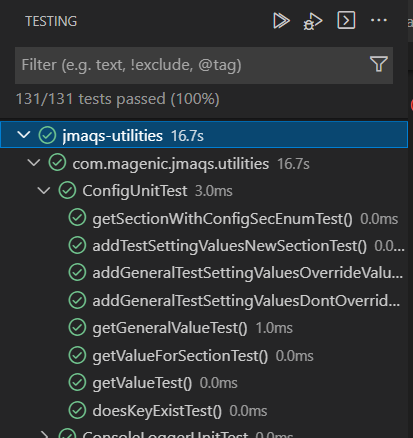 TESTING
Filter (e.g. text, !exclude, @tag)
131/131 tests passed (100%)
jmaqs-utilities 16.7s
com.magenic.jmaqs.utilities 16.7s
ConfigUnitTest 3.0ms
getSectionWithConfigSecEnumTest() 0.0ms
addTestSettingValuesNewSectionTest() 0.0...
addGeneralTestSettingValuesOverrideValu...
addGeneralTestSettingValuesDontOverrid...
getGeneralValueTest() 1.0ms
getValueForSectionTest() 0.0ms
getValueTest() 0.0ms
doesKeyExistTest() 0.0ms
ConsoleLoggerUnitTest